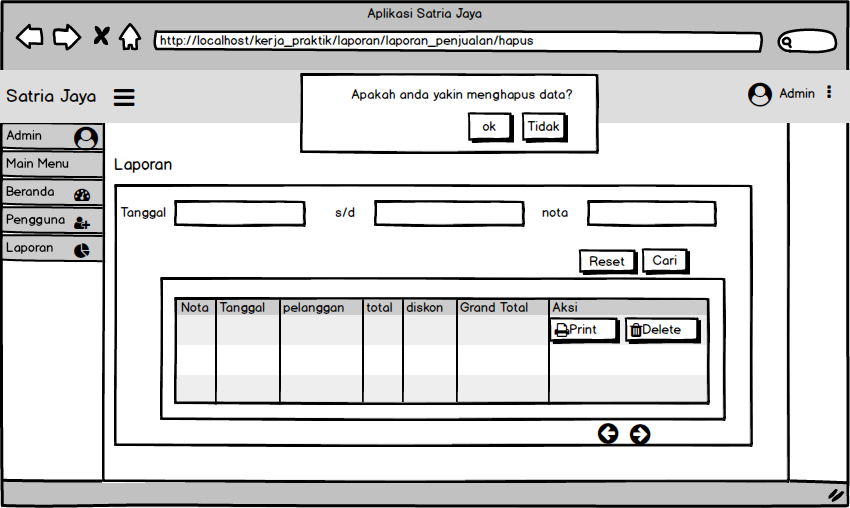 Aplikasi Satria Jaya
http://localhost/kerja_praktik/laporan/laporan_penjualan/hapus
Satria Jaya
Apakah anda yakin menghapus data?
ok Tidak
Admin
Admin
Main Menu
Beranda
Pengguna
Laporan
Laporan
Tanggal s/d nota
Reset Cari
Nota Tanggal pelanggan total diskon Grand Total Aksi
Print Delete